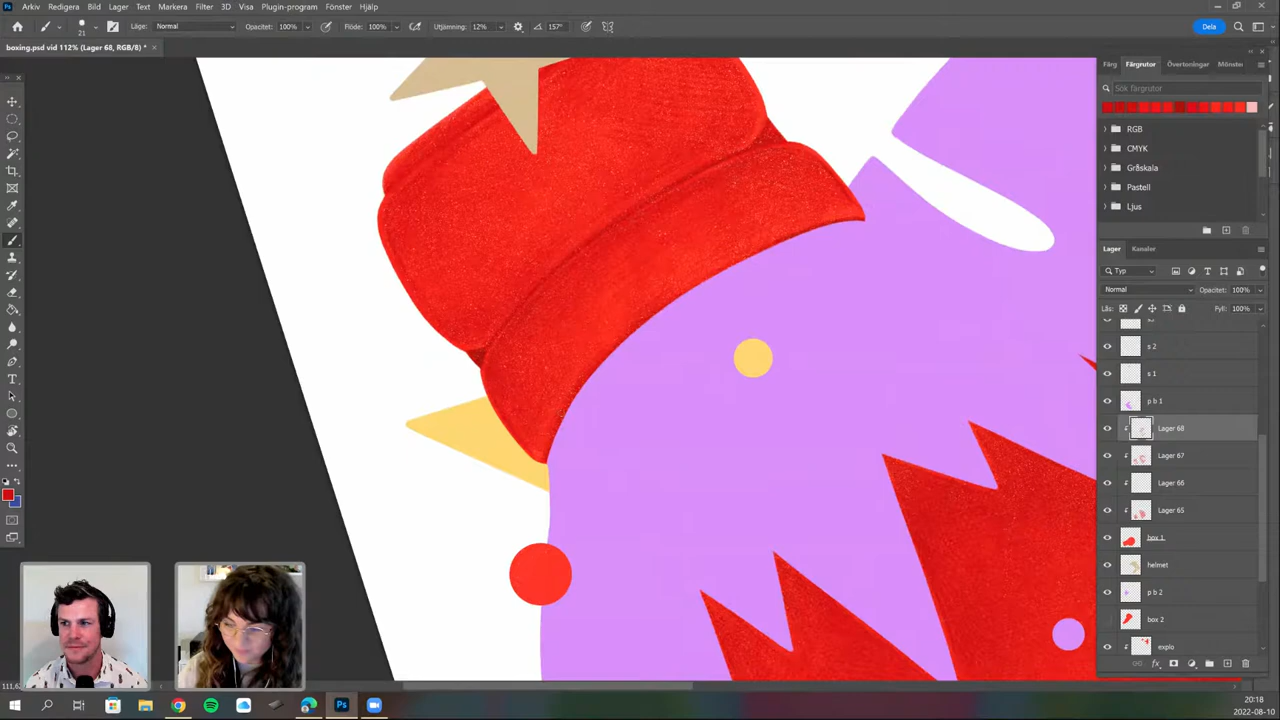 Arkiv Redigera Bild Lager Text Markera Filter 3D Visa Plugin-program Fönster Hjälp
21 Läge: Normal Opacitet: 100% Flöde: 100% Utjämning: 12% 157°
Dela
boxing.psd vid 112% (Lager 68, RGB/8) *
Färg Färgrutor Övertoningar Mönster
Sök färgrutor
RGB
CMYK
Gråskala
Pastell
Ljus
Lager Kanaler
Typ
Normal Opacitet: 100%
Lås: Fyll: 100%
s 2
s 1
p b 1
Lager 68
Lager 67
Lager 66
Lager 65
box 1
helmet
p b 2
box 2
explo
20:18
2022-08-10